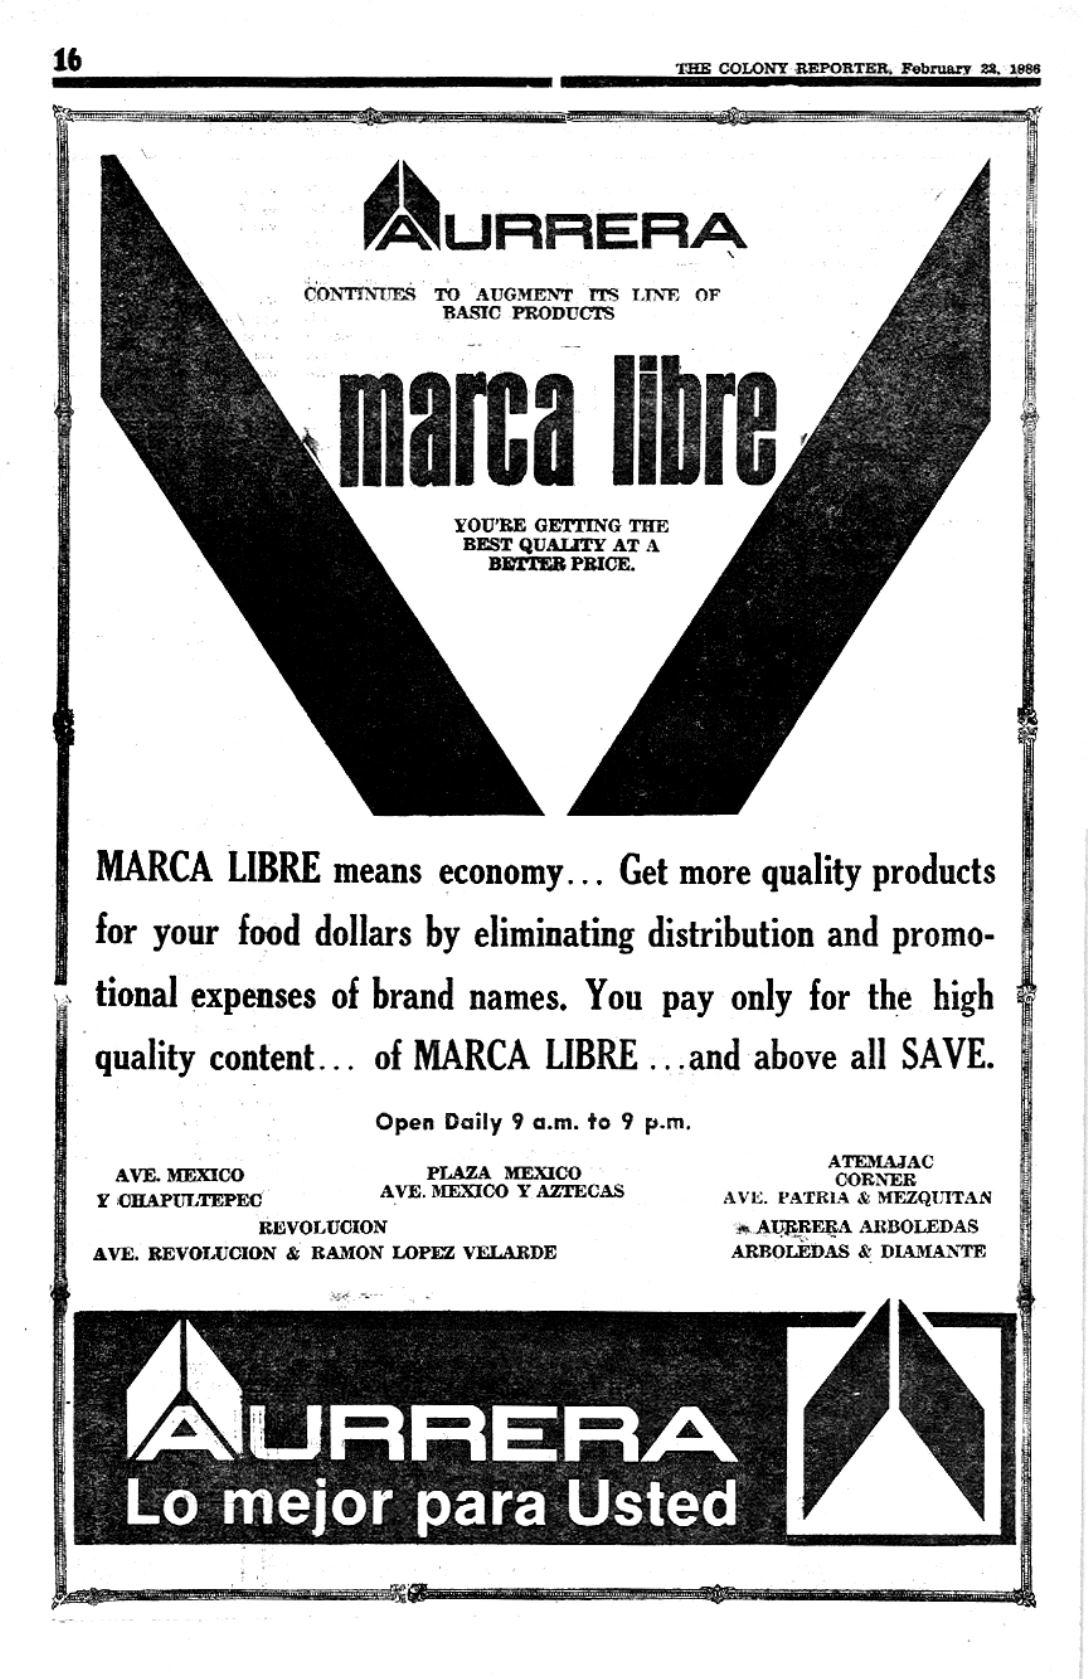 16
THE COLONY REPORTER, February 22, 1986
AURRERA
CONTINUES TO AUGMENT ITS LINE OF
BASIC PRODUCTS
marca libre
YOU'RE GETTING THE
BEST QUALITY AT A
BETTER PRICE.
MARCA LIBRE means economy... Get more quality products
for your food dollars by eliminating distribution and promo-
tional expenses of brand names. You pay only for the high
quality content... of MARCA LIBRE ...and above all SAVE.
Open Daily 9 a.m. to 9 p.m.
AVE. MEXICO
Y CHAPULTEPEC
PLAZA MEXICO
AVE. MEXICO Y AZTECAS
ATEMAJAC
CORNER
AVE. PATRIA & MEZQUITAN
REVOLUCION
AVE. REVOLUCION & RAMON LOPEZ VELARDE
AURRERA ARBOLEDAS
ARBOLEDAS & DIAMANTE
AURRERA
Lo mejor para Usted